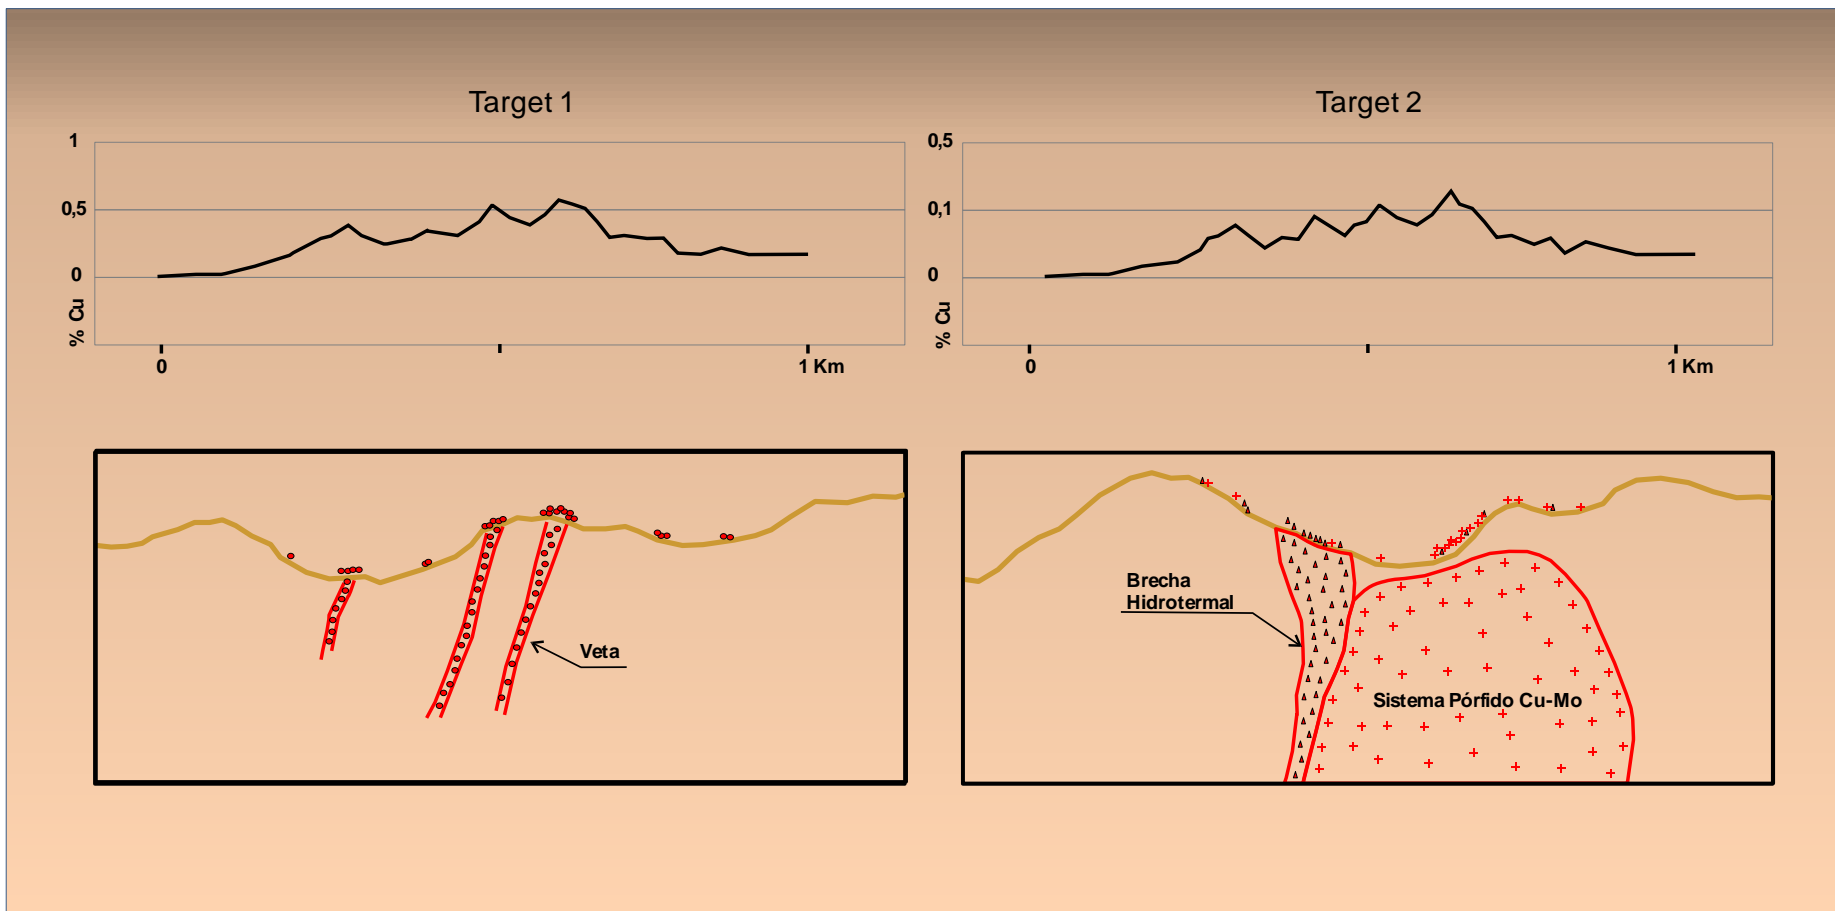 Target 1
1
0,5
0
% Cu
0
1 Km
Veta
Target 2
0,5
0,1
0
% Cu
0
1 Km
Brecha
Hidrotermal
Sistema Pórfido Cu-Mo